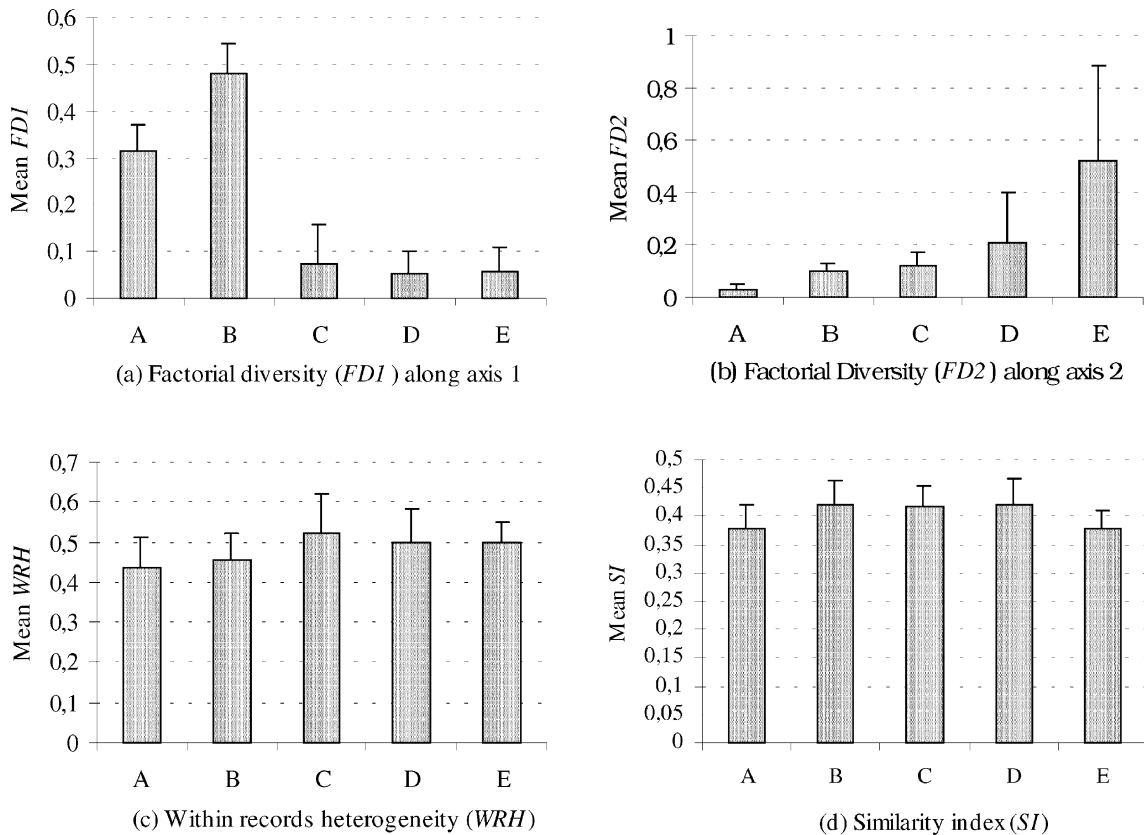 0,6
0,5
0,4
0,3
0,2
0,1
0
Mean FD1
A B C D E
(a) Factorial diversity (FD1 ) along axis 1
1
0,8
0,6
0,4
0,2
0
Mean FD2
A B C D E
(b) Factorial Diversity (FD2 ) along axis 2
0,7
0,6
0,5
0,4
0,3
0,2
0,1
0
Mean WRH
A B C D E
(c) Within records heterogeneity (WRH)
0,5
0,45
0,4
0,35
0,3
0,25
0,2
0,15
0,1
0,05
0
Mean SI
A B C D E
(d) Similarity index (SI)